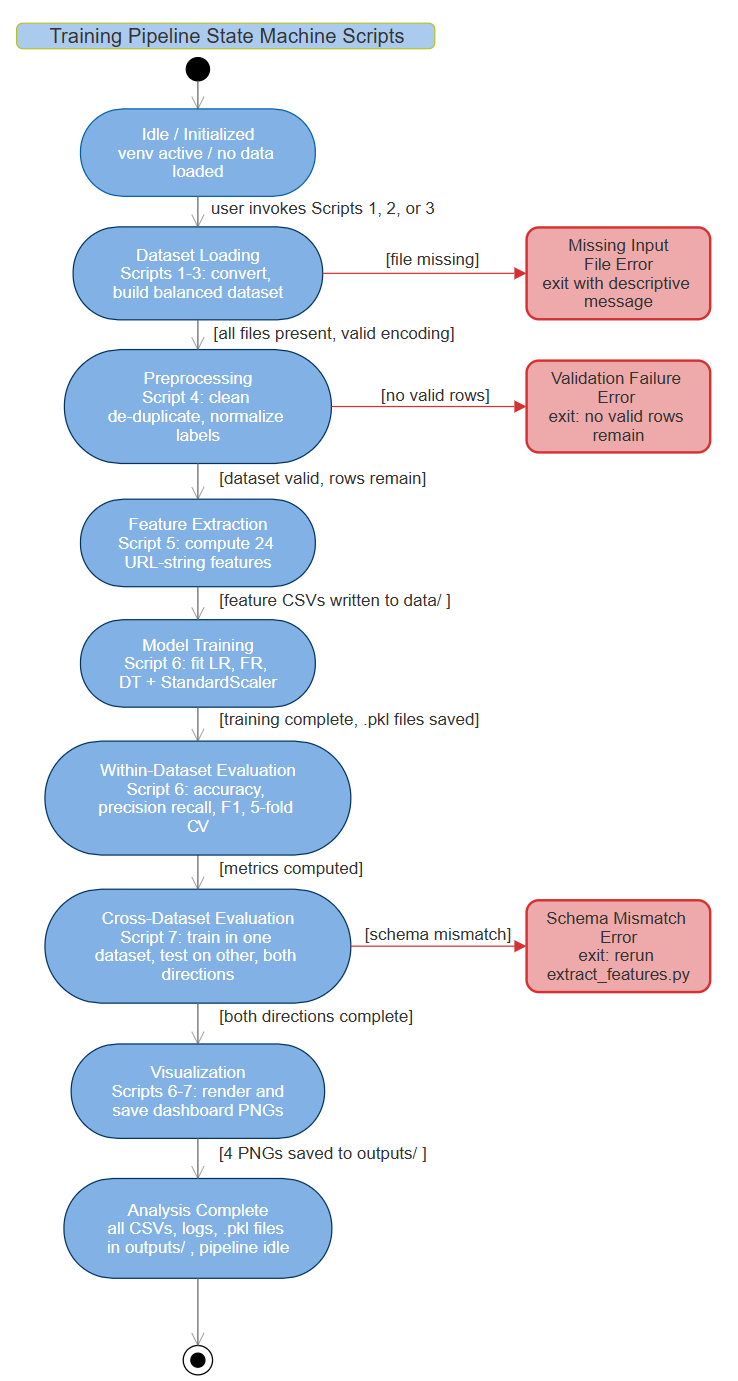 Training Pipeline State Machine Scripts
Idle / Initialized
venv active / no data
loaded
user invokes Scripts 1, 2, or 3
Dataset Loading
Scripts 1-3: convert,
build balanced dataset
[file missing]
Missing Input
File Error
exit with descriptive
message
[all files present, valid encoding]
Preprocessing
Script 4: clean
de-duplicate, normalize
labels
[no valid rows]
Validation Failure
Error
exit: no valid rows
remain
[dataset valid, rows remain]
Feature Extraction
Script 5: compute 24
URL-string features
[feature CSVs written to data/ ]
Model Training
Script 6: fit LR, FR,
DT + StandardScaler
[training complete, .pkl files saved]
Within-Dataset Evaluation
Script 6: accuracy,
precision recall, F1, 5-fold
CV
[metrics computed]
Cross-Dataset Evaluation
Script 7: train in one
dataset, test on other, both
directions
[schema mismatch]
Schema Mismatch
Error
exit: rerun
extract_features.py
[both directions complete]
Visualization
Scripts 6-7: render and
save dashboard PNGs
[4 PNGs saved to outputs/ ]
Analysis Complete
all CSVs, logs, .pkl files
in outputs/ , pipeline idle